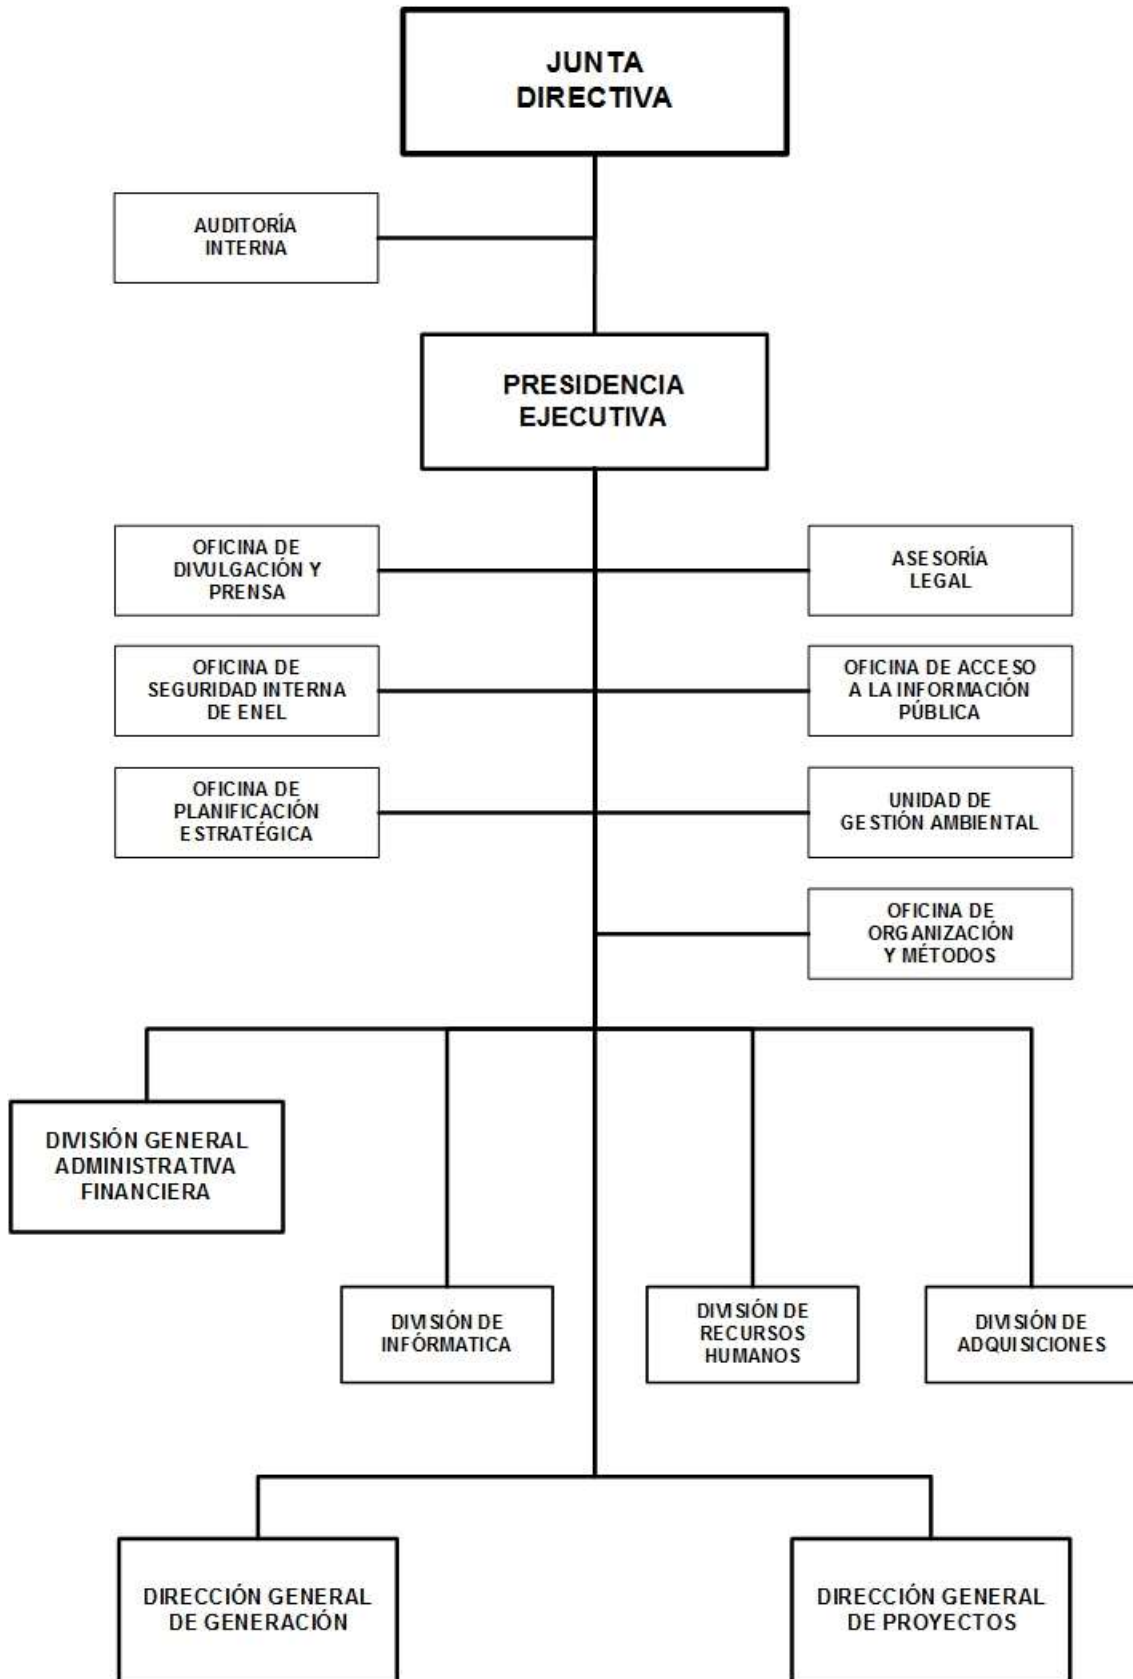 JUNTA
DIRECTIVA
AUDITORÍA
INTERNA
PRESIDENCIA
EJECUTIVA
OFICINA DE
DIVULGACIÓN Y
PRENSA
ASESORÍA
LEGAL
OFICINA DE
SEGURIDAD INTERNA
DE ENEL
OFICINA DE ACCESO
A LA INFORMACIÓN
PÚBLICA
OFICINA DE
PLANIFICACIÓN
ESTRATÉGICA
UNIDAD DE
GESTIÓN AMBIENTAL
OFICINA DE
ORGANIZACIÓN
Y MÉTODOS
DIVISIÓN GENERAL
ADMINISTRATIVA
FINANCIERA
DIVISIÓN DE
INFÓRMATICA
DIVISIÓN DE
RECURSOS
HUMANOS
DIVISIÓN DE
ADQUISICIONES
DIRECCIÓN GENERAL
DE GENERACIÓN
DIRECCIÓN GENERAL
DE PROYECTOS